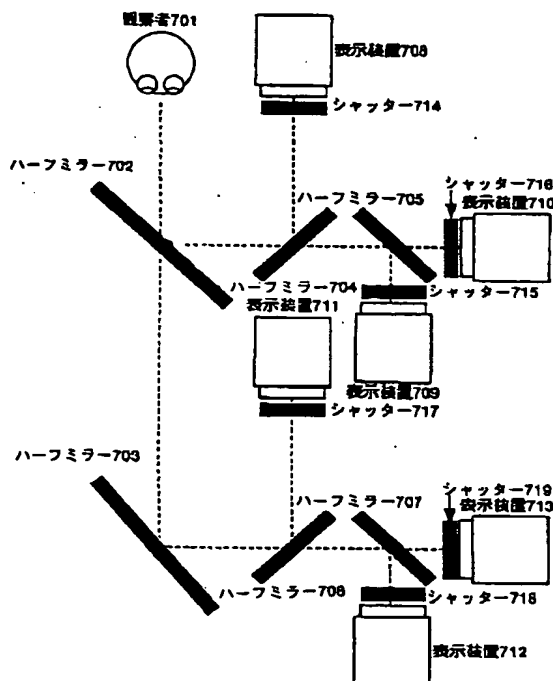 観察者701
表示装置708
シャッター714
ハーフミラー702
シャッター716
ハーフミラー705
表示装置710
ハーフミラー704
シャッター715
表示装置711
表示装置709
シャッター717
ハーフミラー703
シャッター719
ハーフミラー707
表示装置713
ハーフミラー706
シャッター718
表示装置712